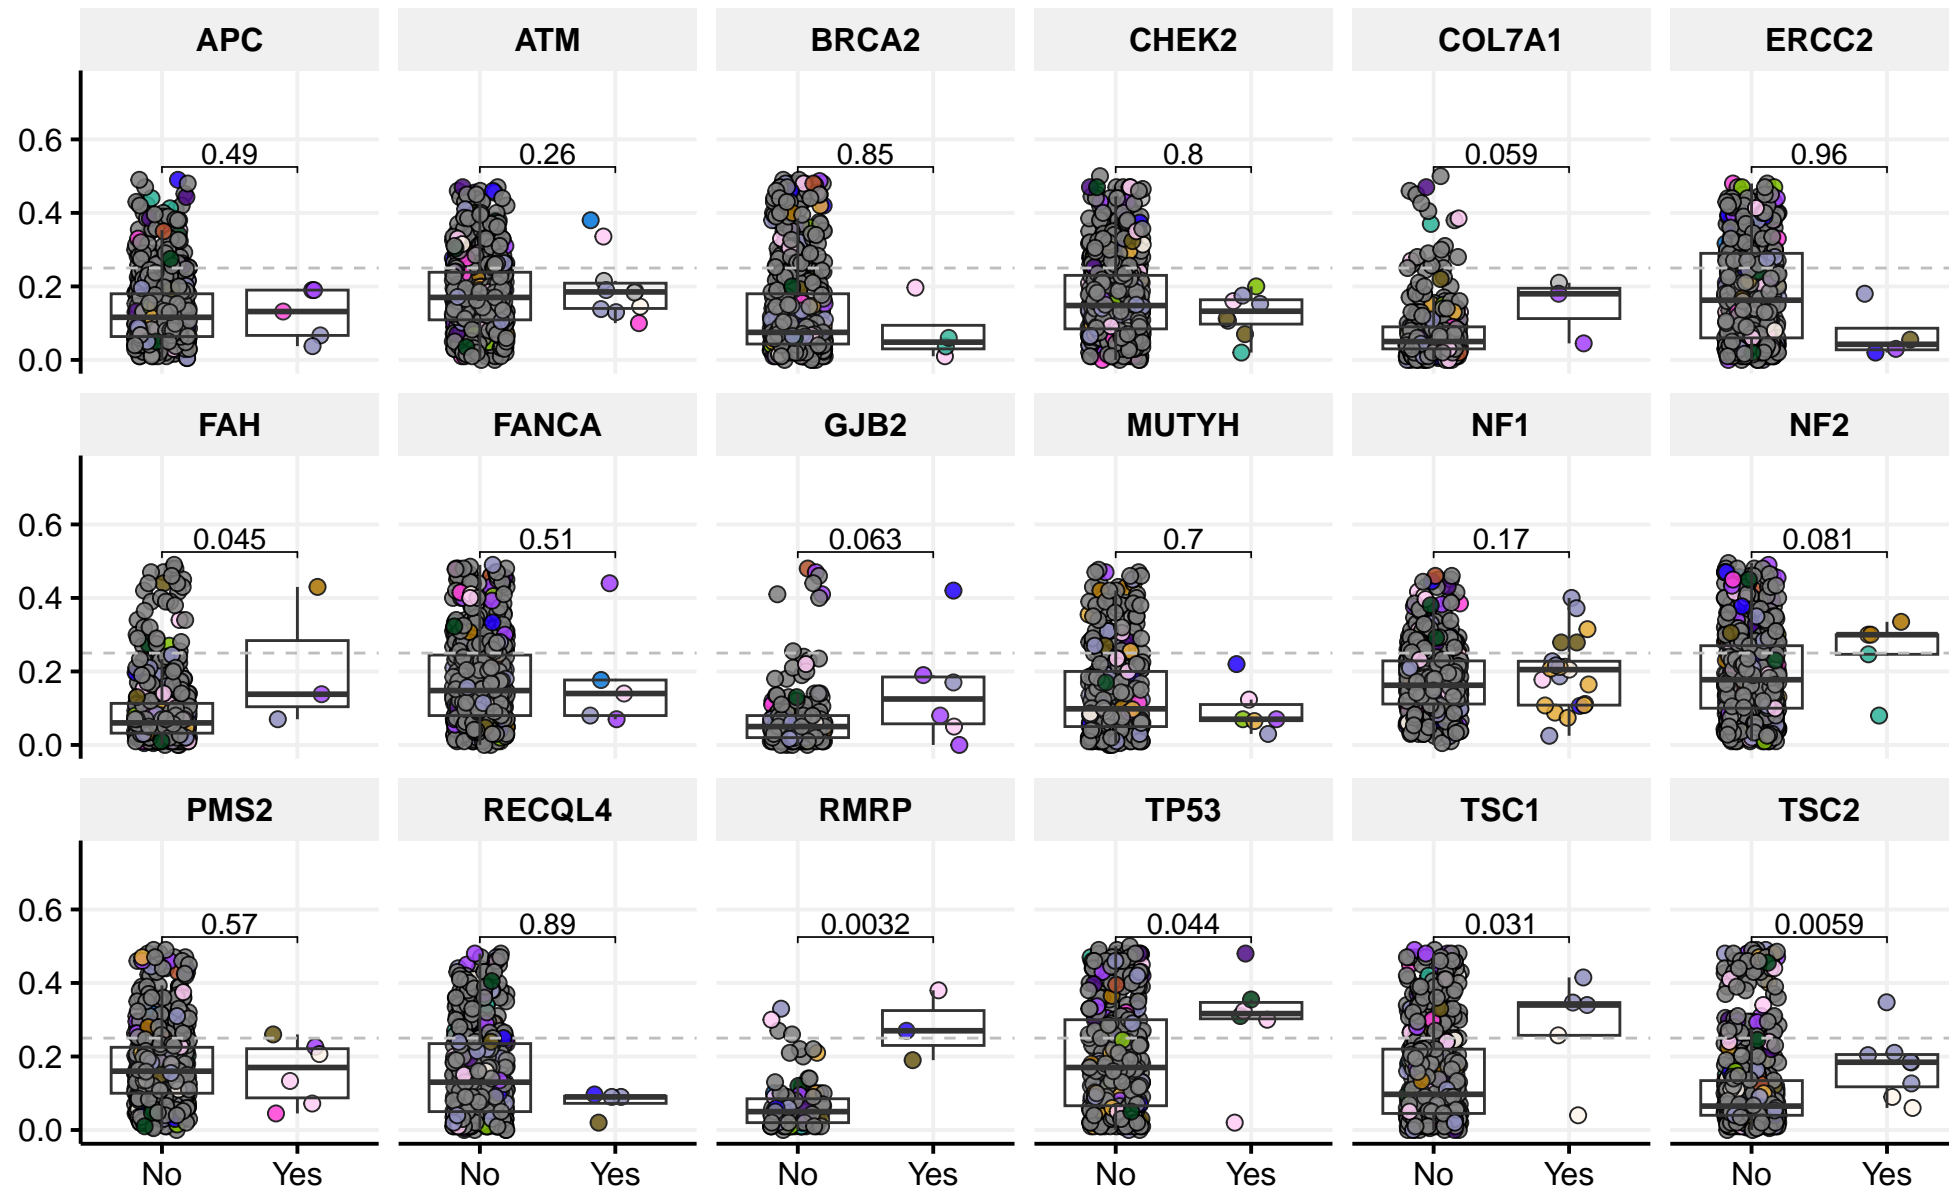 APC ATM BRCA2 CHEK2 COL7A1 ERCC2
0.6
0.49 0.26 0.85 0.8 0.059 0.96
0.4
0.2
0.0
FAH FANCA GJB2 MUTYH NF1 NF2
0.6
0.045 0.51 0.063 0.7 0.17 0.081
0.4
0.2
0.0
PMS2 RECQL4 RMRP TP53 TSC1 TSC2
0.6
0.57 0.89 0.0032 0.044 0.031 0.0059
0.4
0.2
0.0
No Yes No Yes No Yes No Yes No Yes No Yes